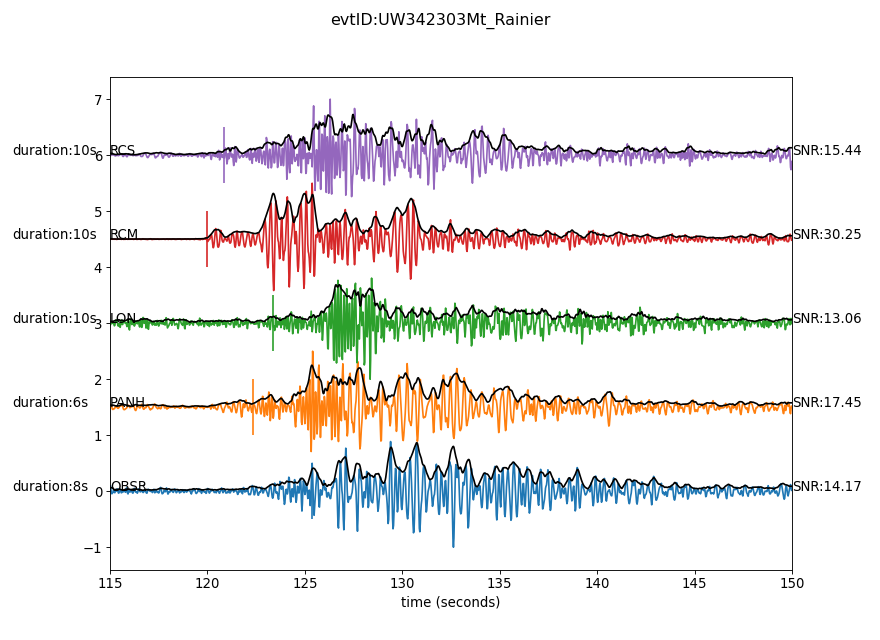 evtID:UW342303Mt_Rainier
7
duration:10s RCS SNR:15.44
6
5
duration:10s RCM SNR:30.25
4
duration:10s LON SNR:13.06
3
2
duration:6s PANH SNR:17.45
1
duration:8s OBSR SNR:14.17
0
−1
115 120 125 130 135 140 145 150
time (seconds)